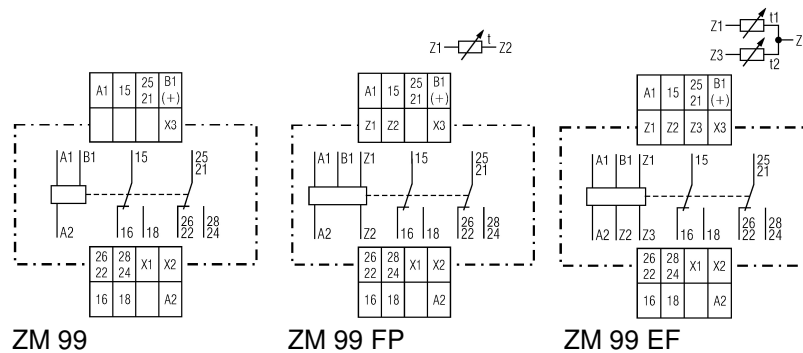 Z1 t Z2
Z1 t1
Z
Z3 t2
A1 15 25 21 B1 (+)
X3
A1 15 25 21 B1 (+)
Z1 Z2 X3
A1 15 25 21 B1 (+)
Z1 Z2 Z3 X3
A1 B1 15 25 21
A2 16 18 26 22 28 24
A1 B1 Z1 15 25 21
A2 Z2 16 18 26 22 28 24
A1 B1 Z1 15 25 21
A2 Z2 Z3 16 18 26 22 28 24
26 22 28 24 X1 X2
16 18 A2
26 22 28 24 X1 X2
16 18 A2
26 22 28 24 X1 X2
16 18 A2
ZM 99
ZM 99 FP
ZM 99 EF